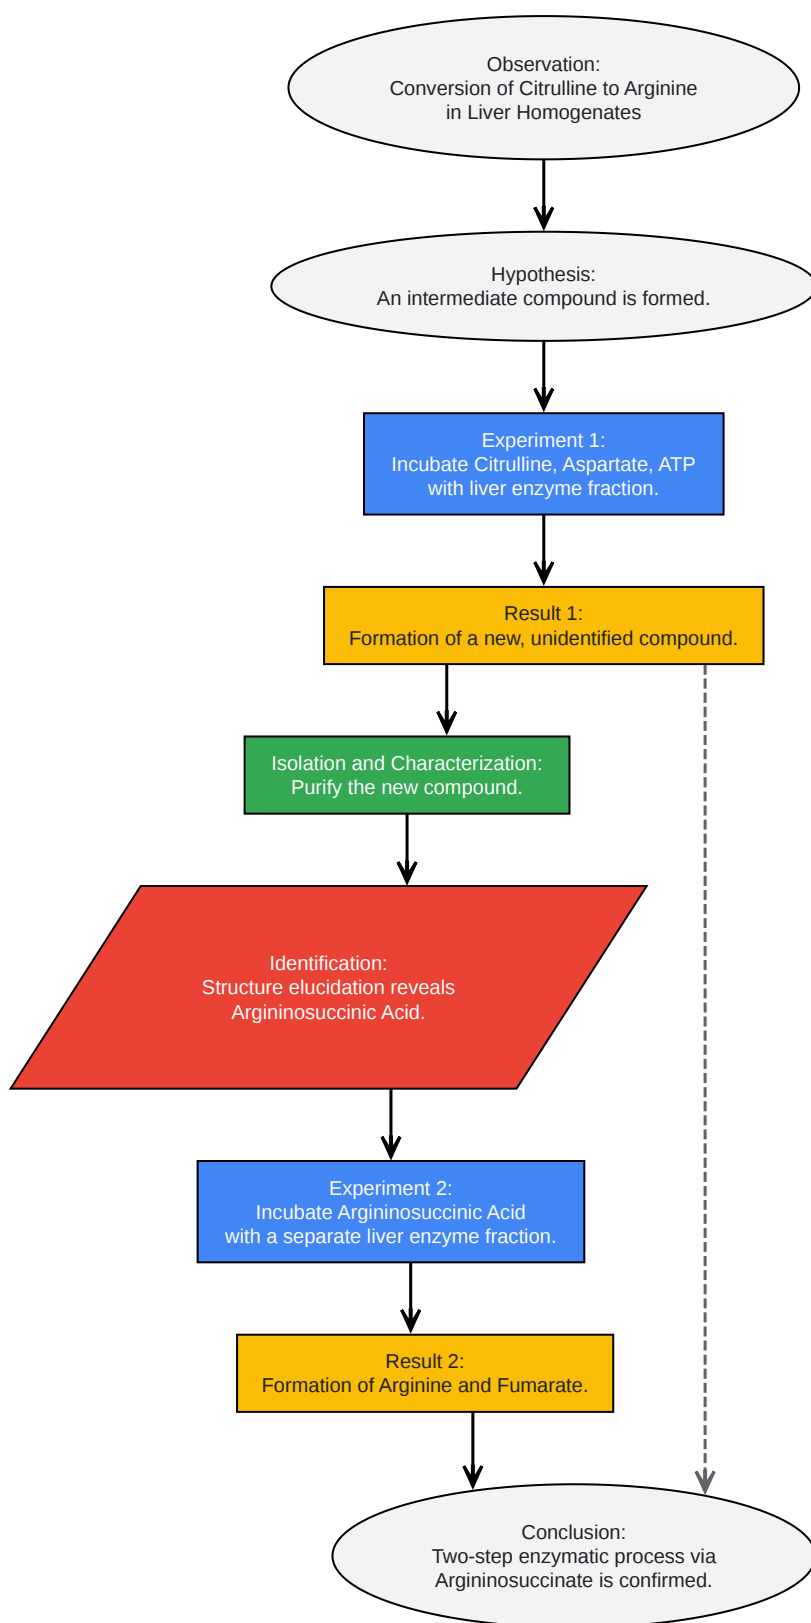 Observation:
Conversion of Citrulline to Arginine
in Liver Homogenates
Hypothesis:
An intermediate compound is formed.
Experiment 1:
Incubate Citrulline, Aspartate, ATP
with liver enzyme fraction.
Result 1:
Formation of a new, unidentified compound.
Isolation and Characterization:
Purify the new compound.
Identification:
Structure elucidation reveals
Argininosuccinic Acid.
Experiment 2:
Incubate Argininosuccinic Acid
with a separate liver enzyme fraction.
Result 2:
Formation of Arginine and Fumarate.
Conclusion:
Two-step enzymatic process via
Argininosuccinate is confirmed.